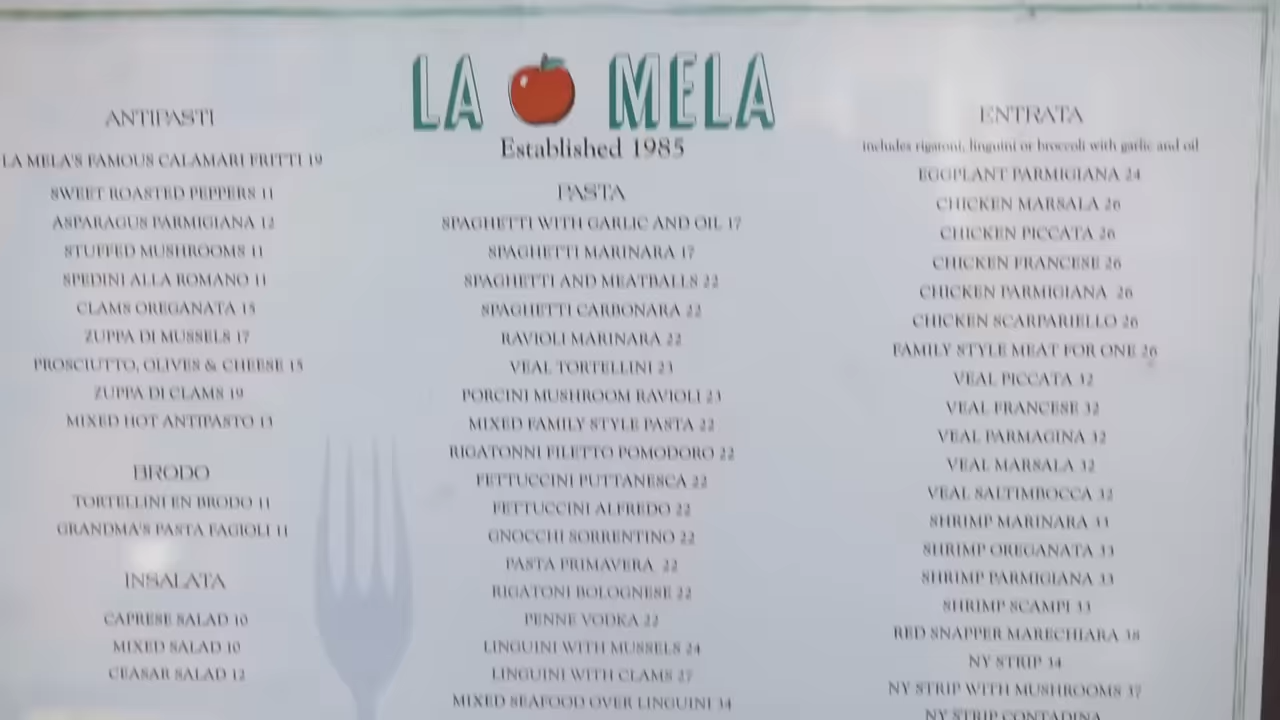 LA MELA
Established 1985
ANTIPASTI
LA MELA'S FAMOUS CALAMARI FRITTI 19
SWEET ROASTED PEPPERS 11
ASPARAGUS PARMIGIANA 12
STUFFED MUSHROOMS 11
SPEDINI ALLA ROMANO 11
CLAMS OREGANATA 15
ZUPPA DI MUSSELS 17
PROSCIUTTO, OLIVES & CHEESE 15
ZUPPA DI CLAMS 19
MIXED HOT ANTIPASTO 13
BRODO
TORTELLINI EN BRODO 11
GRANDMA'S PASTA FAGIOLI 11
INSALATA
CAPRESE SALAD 10
MIXED SALAD 10
CEASAR SALAD 12
PASTA
SPAGHETTI WITH GARLIC AND OIL 17
SPAGHETTI MARINARA 17
SPAGHETTI AND MEATBALLS 22
SPAGHETTI CARBONARA 22
RAVIOLI MARINARA 22
VEAL TORTELLINI 23
PORCINI MUSHROOM RAVIOLI 23
MIXED FAMILY STYLE PASTA 22
RIGATONNI FILETTO POMODORO 22
FETTUCCINI PUTTANESCA 22
FETTUCCINI ALFREDO 22
GNOCCHI SORRENTINO 22
PASTA PRIMAVERA 22
RIGATONI BOLOGNESE 22
PENNE VODKA 22
LINGUINI WITH MUSSELS 24
LINGUINI WITH CLAMS 27
MIXED SEAFOOD OVER LINGUINI 34
ENTRATA
includes rigatoni, linguini or broccoli with garlic and oil
EGGPLANT PARMIGIANA 24
CHICKEN MARSALA 26
CHICKEN PICCATA 26
CHICKEN FRANCESE 26
CHICKEN PARMIGIANA 26
CHICKEN SCARPARIELLO 26
FAMILY STYLE MEAT FOR ONE 26
VEAL PICCATA 32
VEAL FRANCESE 32
VEAL PARMAGINA 32
VEAL MARSALA 32
VEAL SALTIMBOCCA 32
SHRIMP MARINARA 33
SHRIMP OREGANATA 33
SHRIMP PARMIGIANA 33
SHRIMP SCAMPI 33
RED SNAPPER MARECHIARA 38
NY STRIP 34
NY STRIP WITH MUSHROOMS 37
NY STRIP CONTADINA